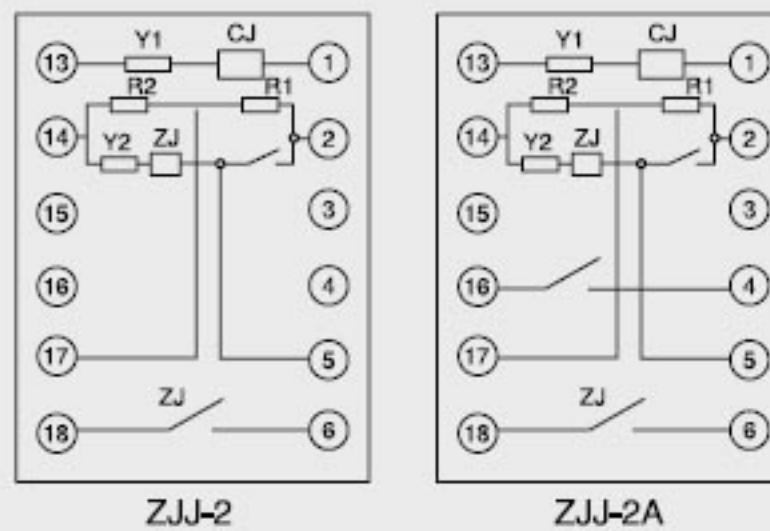 13 Y1 CJ 1 13 Y1 CJ 1
R2 R1 R2 R1
14 Y2 ZJ 2 14 Y2 ZJ 2
15 3 15 3
16 4 16 4
17 5 17 5
ZJ ZJ
18 6 18 6
ZJJ-2 ZJJ-2A